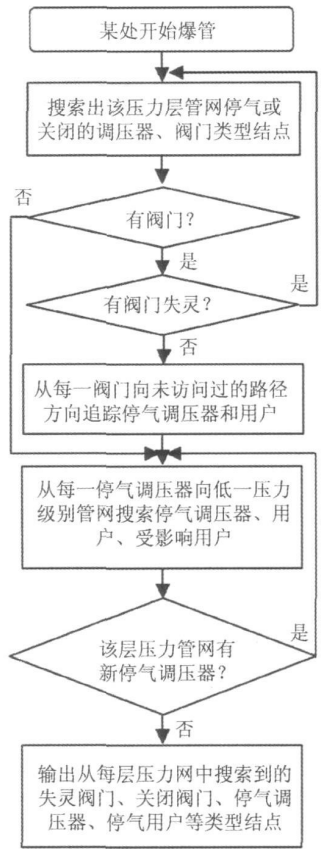 某处开始爆管
搜索出该压力层管网停气或
关闭的调压器、阀门类型结点
否
有阀门?
是
是
有阀门失灵?
否
从每一阀门向未访问过的路径
方向追踪停气调压器和用户
从每一停气调压器向低一压力
级别管网搜索停气调压器、用
户、受影响用户
该层压力管网有
新停气调压器?
是
否
输出从每层压力网中搜索到的
失灵阀门、关闭阀门、停气调
压器、停气用户等类型结点